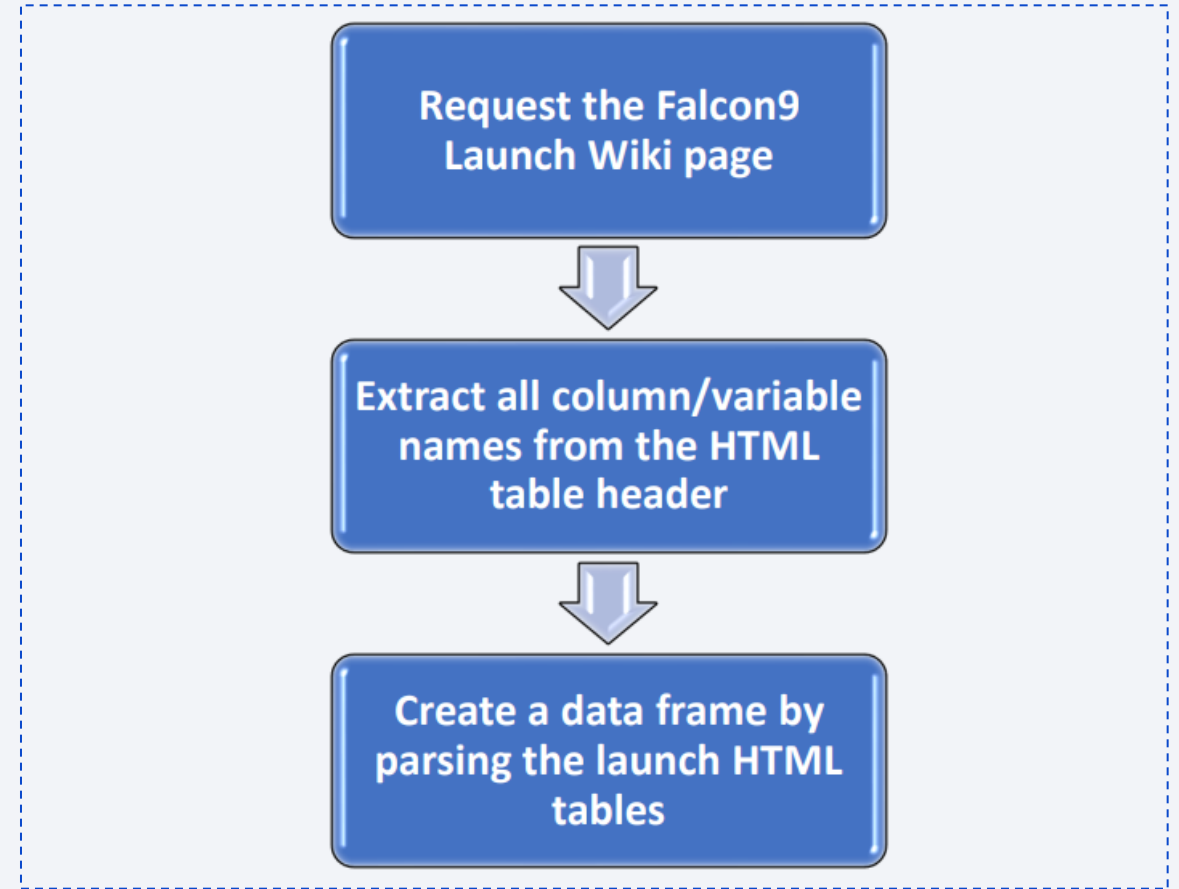 Request the Falcon9
Launch Wiki page
Extract all column/variable
names from the HTML
table header
Create a data frame by
parsing the launch HTML
tables